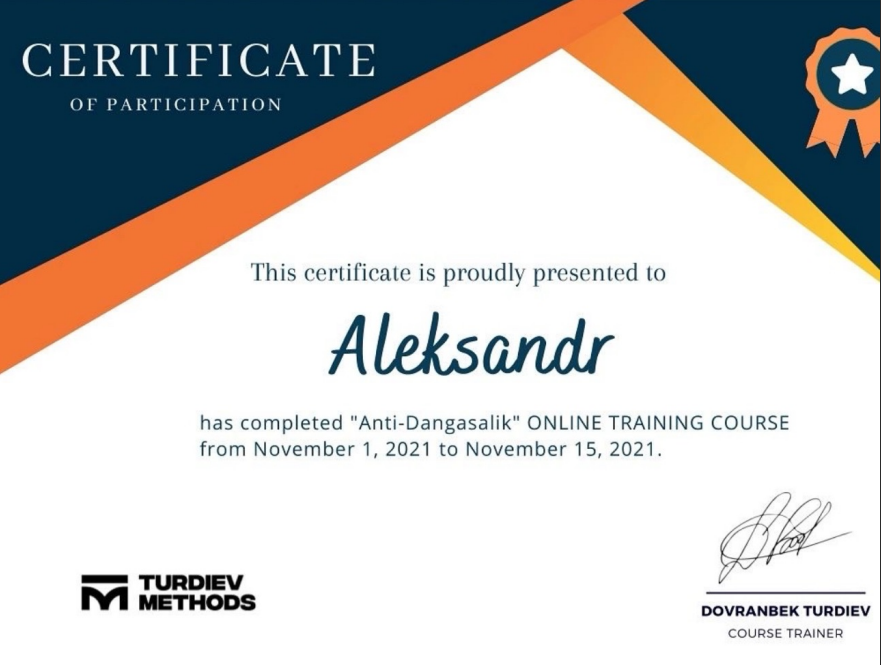 CERTIFICATE
OF PARTICIPATION
This certificate is proudly presented to
Aleksandr
has completed "Anti-Dangasalik" ONLINE TRAINING COURSE
from November 1, 2021 to November 15, 2021.
TURDIEV
METHODS
DOVRANBEK TURDIEV
COURSE TRAINER